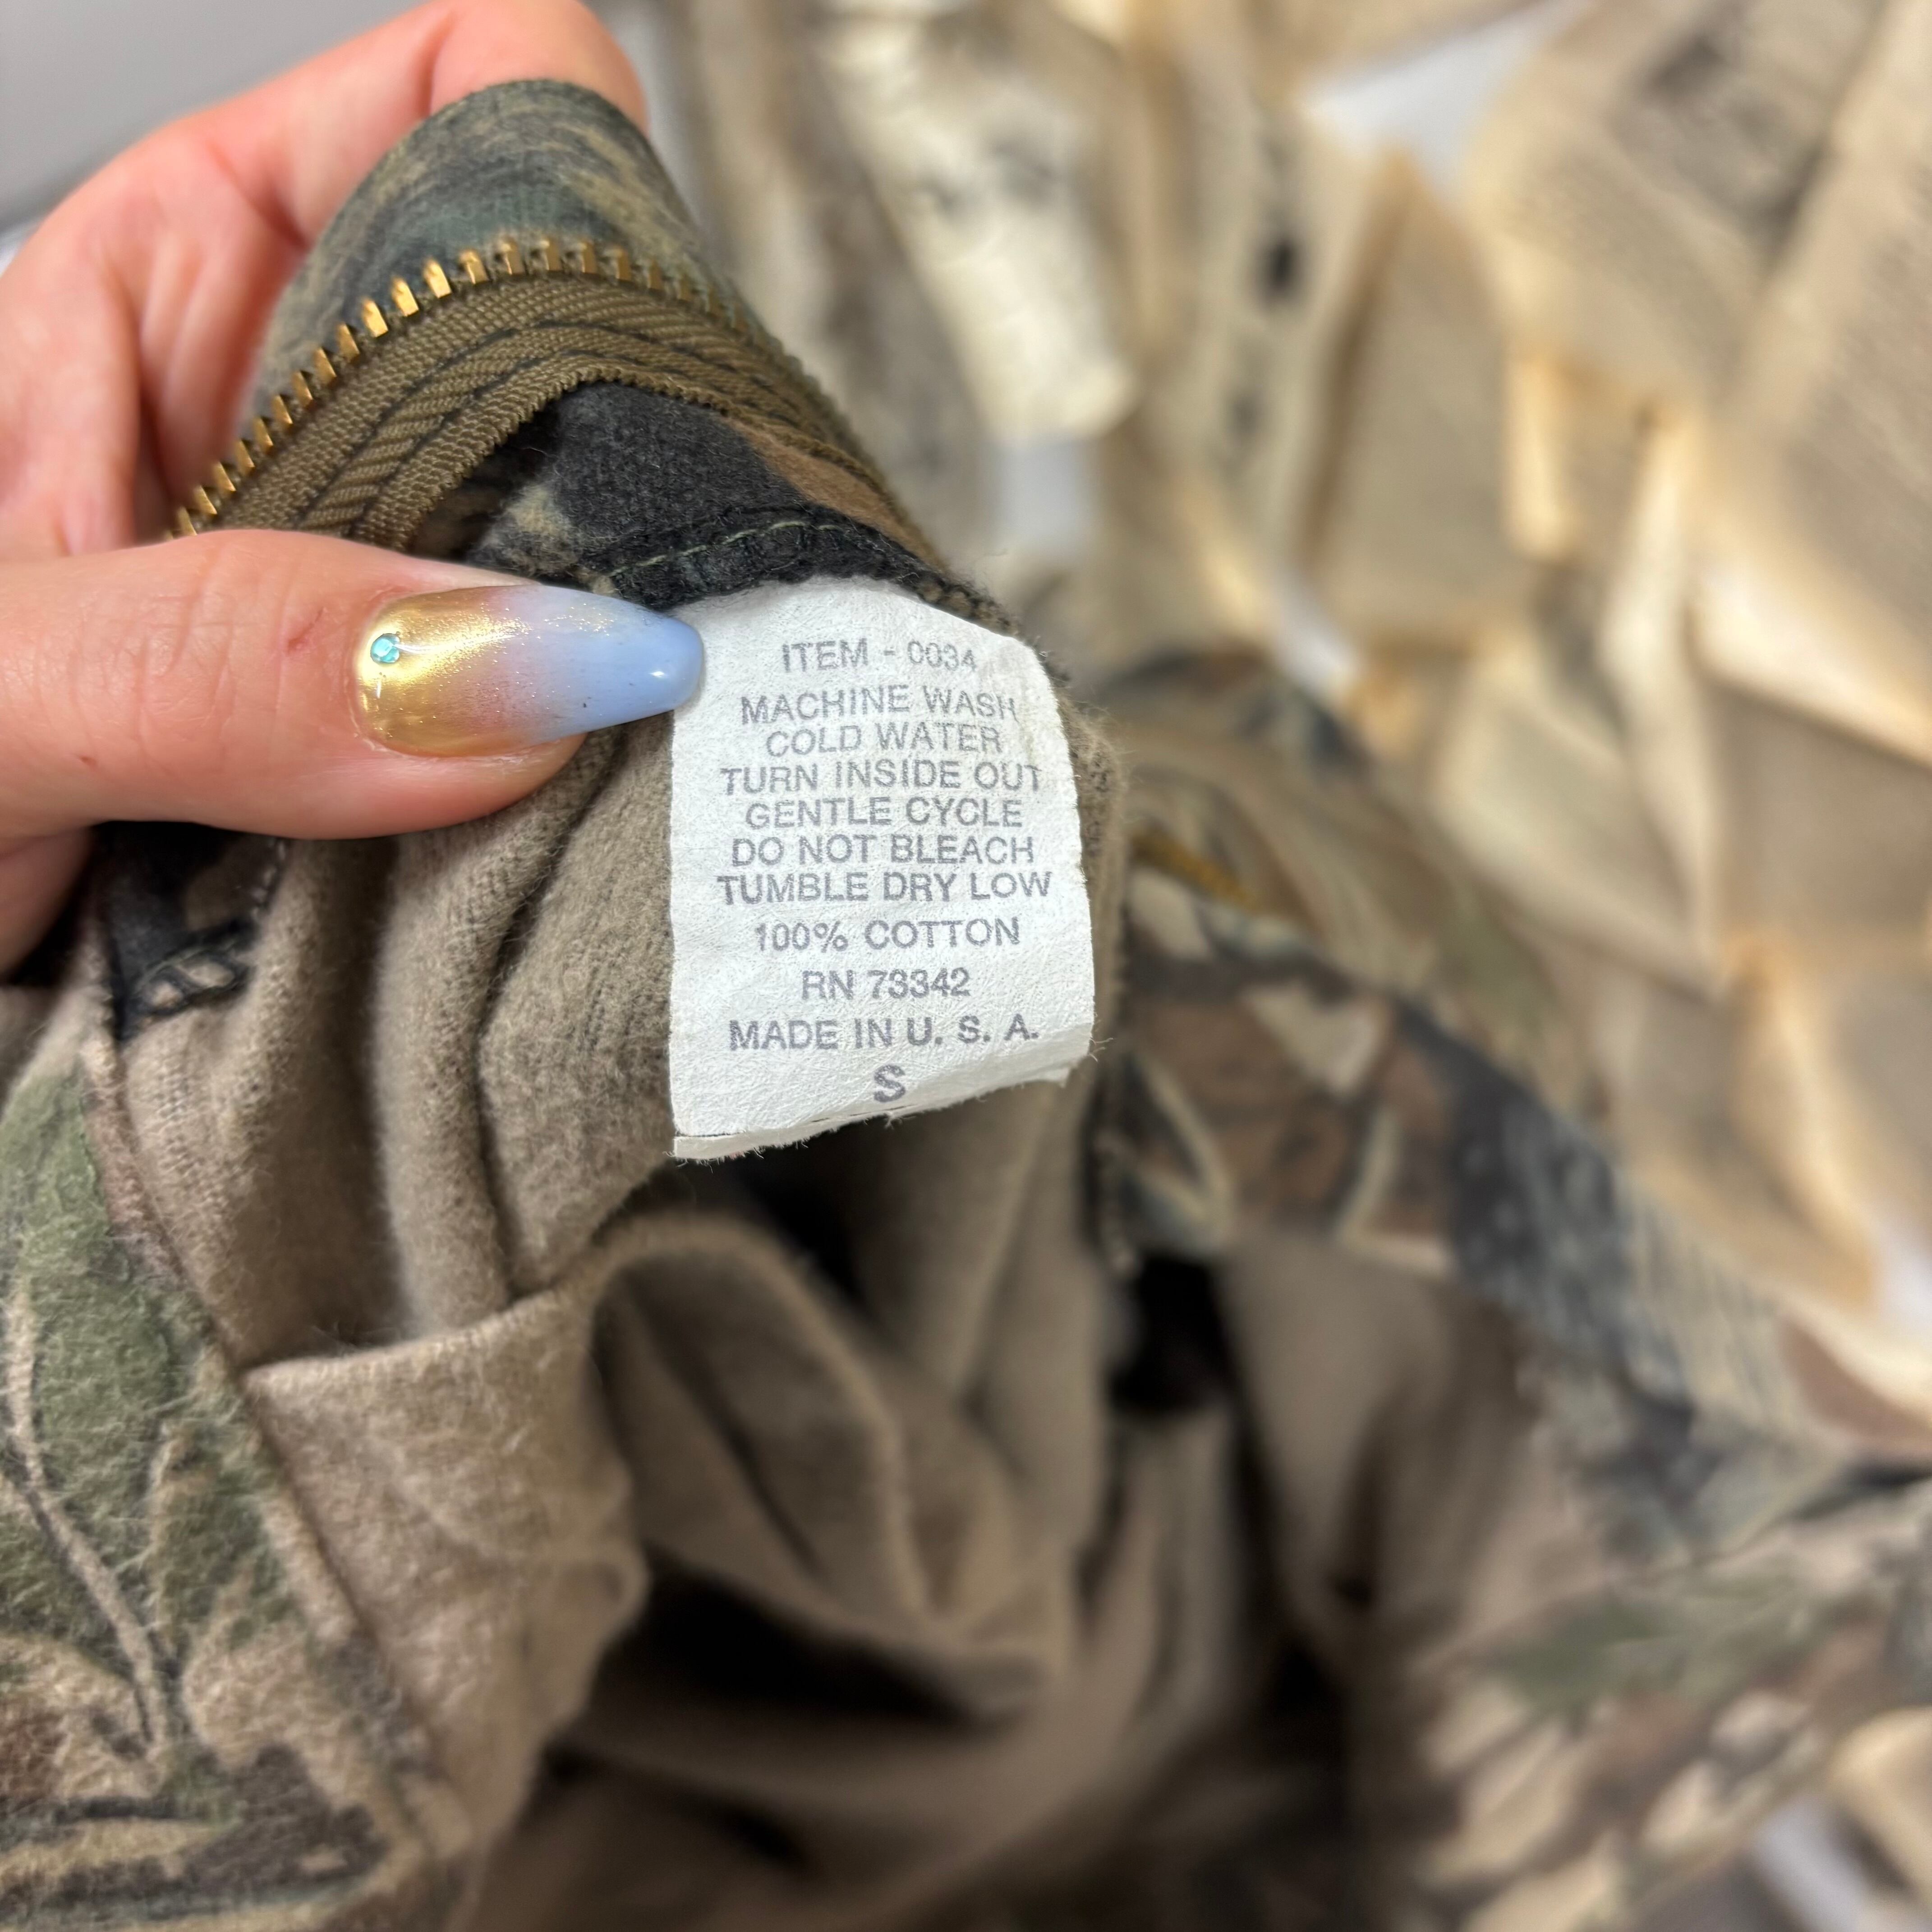 ITEM - 0034
MACHINE WASH
COLD WATER
TURN INSIDE OUT
GENTLE CYCLE
DO NOT BLEACH
TUMBLE DRY LOW
100% COTTON
RN 73342
MADE IN U. S. A.
S